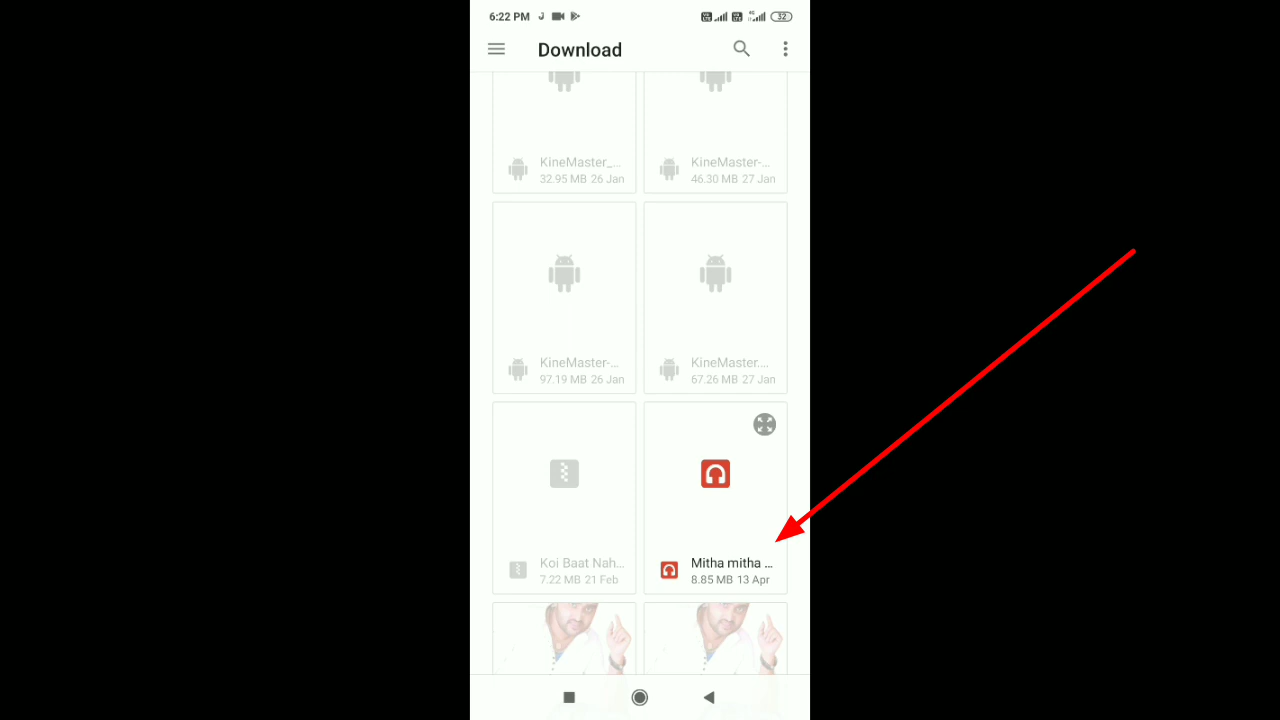 6:22 PM
32
Download
KineMaster_...
32.95 MB 26 Jan
KineMaster-...
46.30 MB 27 Jan
KineMaster-...
97.19 MB 26 Jan
KineMaster....
67.26 MB 27 Jan
Koi Baat Nah...
7.22 MB 21 Feb
Mitha mitha ...
8.85 MB 13 Apr